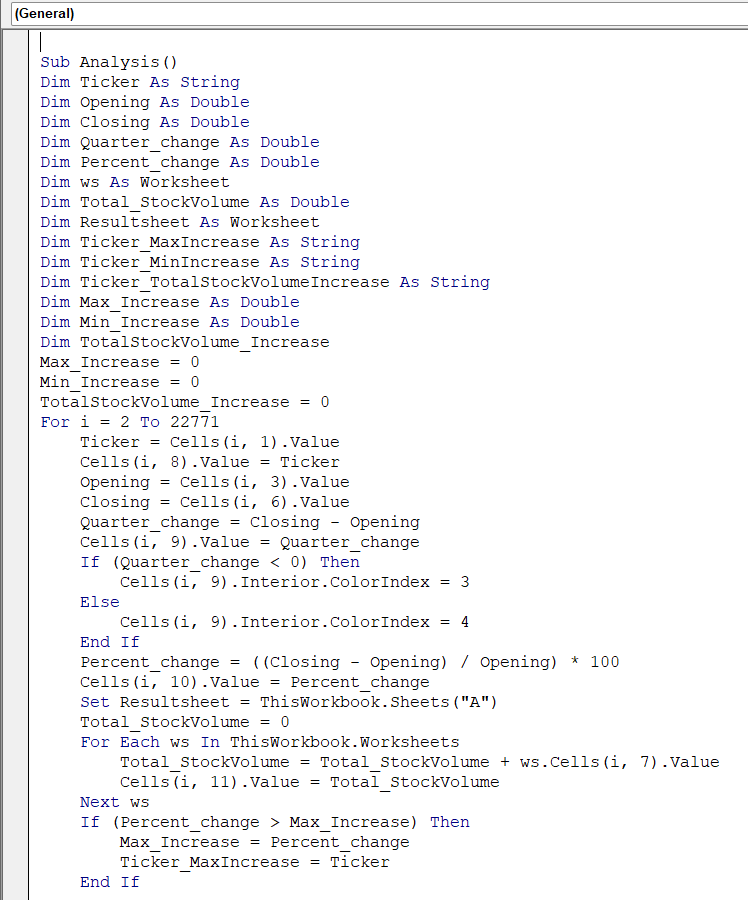 (General)
Sub Analysis()
Dim Ticker As String
Dim Opening As Double
Dim Closing As Double
Dim Quarter_change As Double
Dim Percent_change As Double
Dim ws As Worksheet
Dim Total_StockVolume As Double
Dim Resultsheet As Worksheet
Dim Ticker_MaxIncrease As String
Dim Ticker_MinIncrease As String
Dim Ticker_TotalStockVolumeIncrease As String
Dim Max_Increase As Double
Dim Min_Increase As Double
Dim TotalStockVolume_Increase
Max_Increase = 0
Min_Increase = 0
TotalStockVolume_Increase = 0
For i = 2 To 22771
    Ticker = Cells(i, 1).Value
    Cells(i, 8).Value = Ticker
    Opening = Cells(i, 3).Value
    Closing = Cells(i, 6).Value
    Quarter_change = Closing - Opening
    Cells(i, 9).Value = Quarter_change
    If (Quarter_change < 0) Then
        Cells(i, 9).Interior.ColorIndex = 3
    Else
        Cells(i, 9).Interior.ColorIndex = 4
    End If
    Percent_change = ((Closing - Opening) / Opening) * 100
    Cells(i, 10).Value = Percent_change
    Set Resultsheet = ThisWorkbook.Sheets("A")
    Total_StockVolume = 0
    For Each ws In ThisWorkbook.Worksheets
        Total_StockVolume = Total_StockVolume + ws.Cells(i, 7).Value
        Cells(i, 11).Value = Total_StockVolume
    Next ws
    If (Percent_change > Max_Increase) Then
        Max_Increase = Percent_change
        Ticker_MaxIncrease = Ticker
    End If